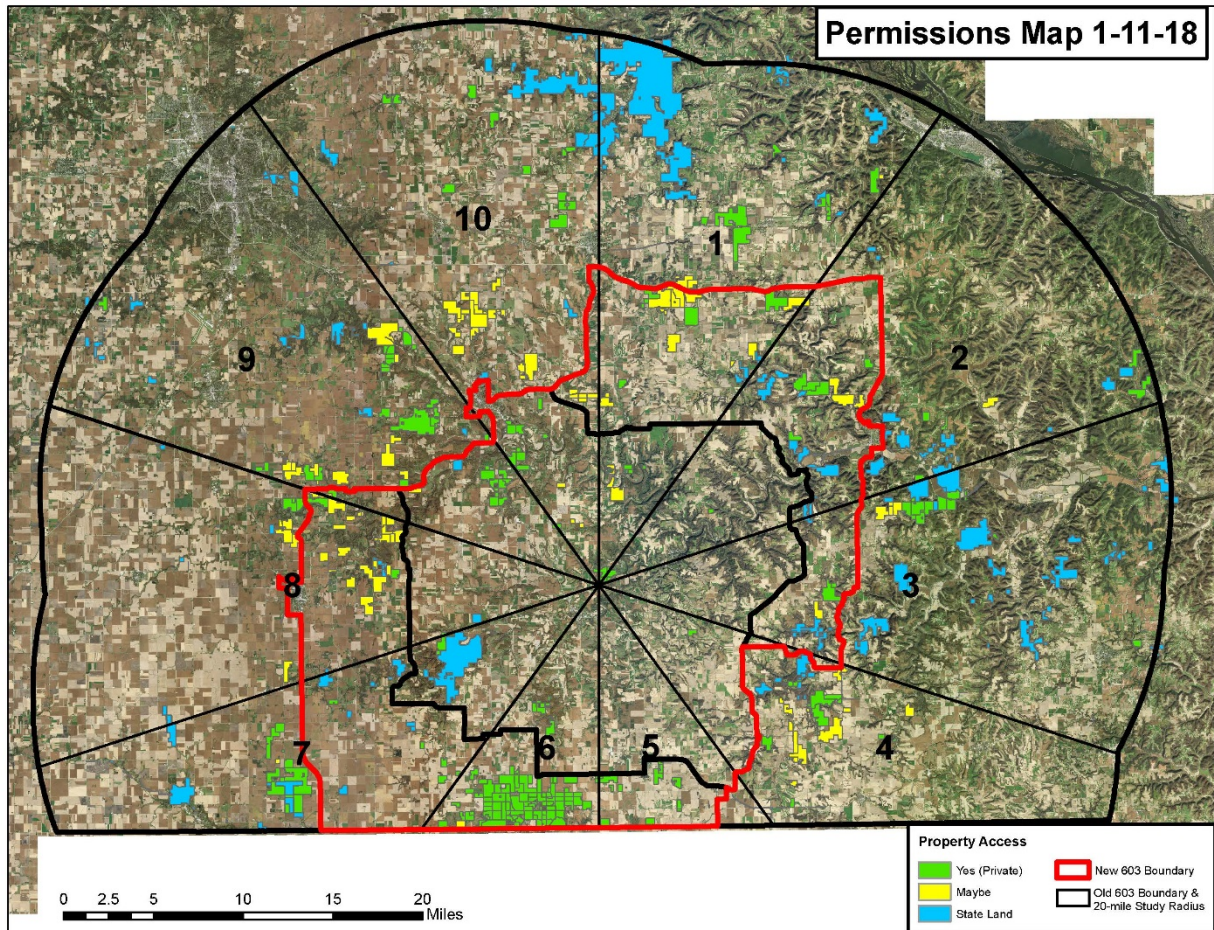 Permissions Map 1-11-18
10
1
9
2
8
3
7
6
5
4
0 2.5 5 10 15 20
Miles
Property Access
Yes (Private)
Maybe
State Land
New 603 Boundary
Old 603 Boundary &
20-mile Study Radius